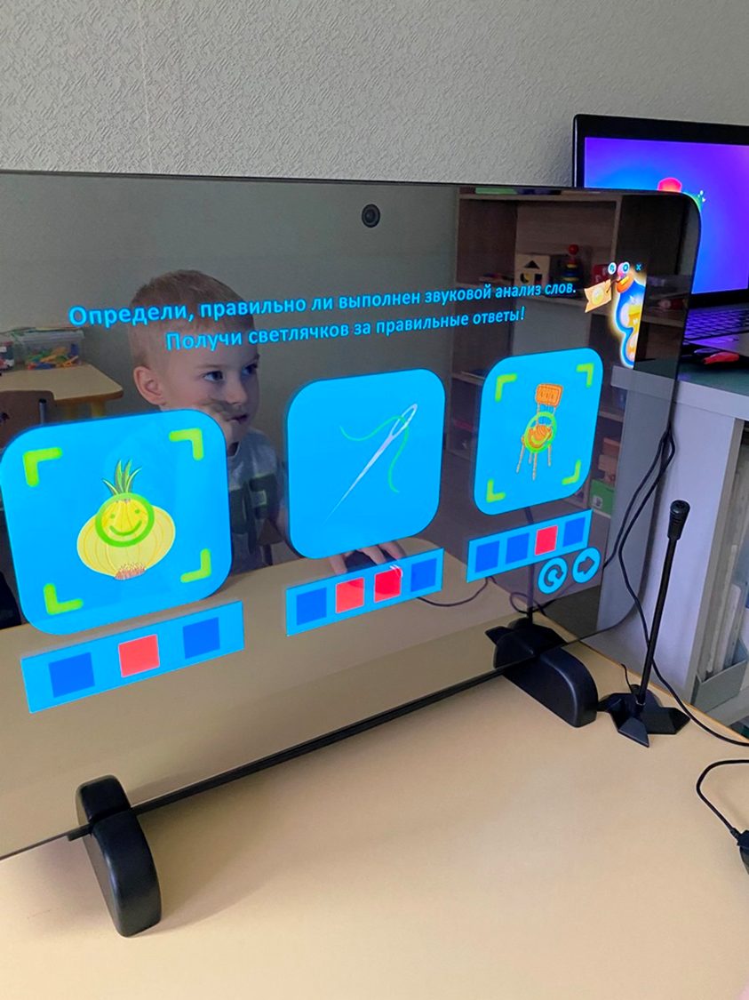 Определи, правильно ли выполнен звуковой анализ слов.
Получи светлячков за правильные ответы!